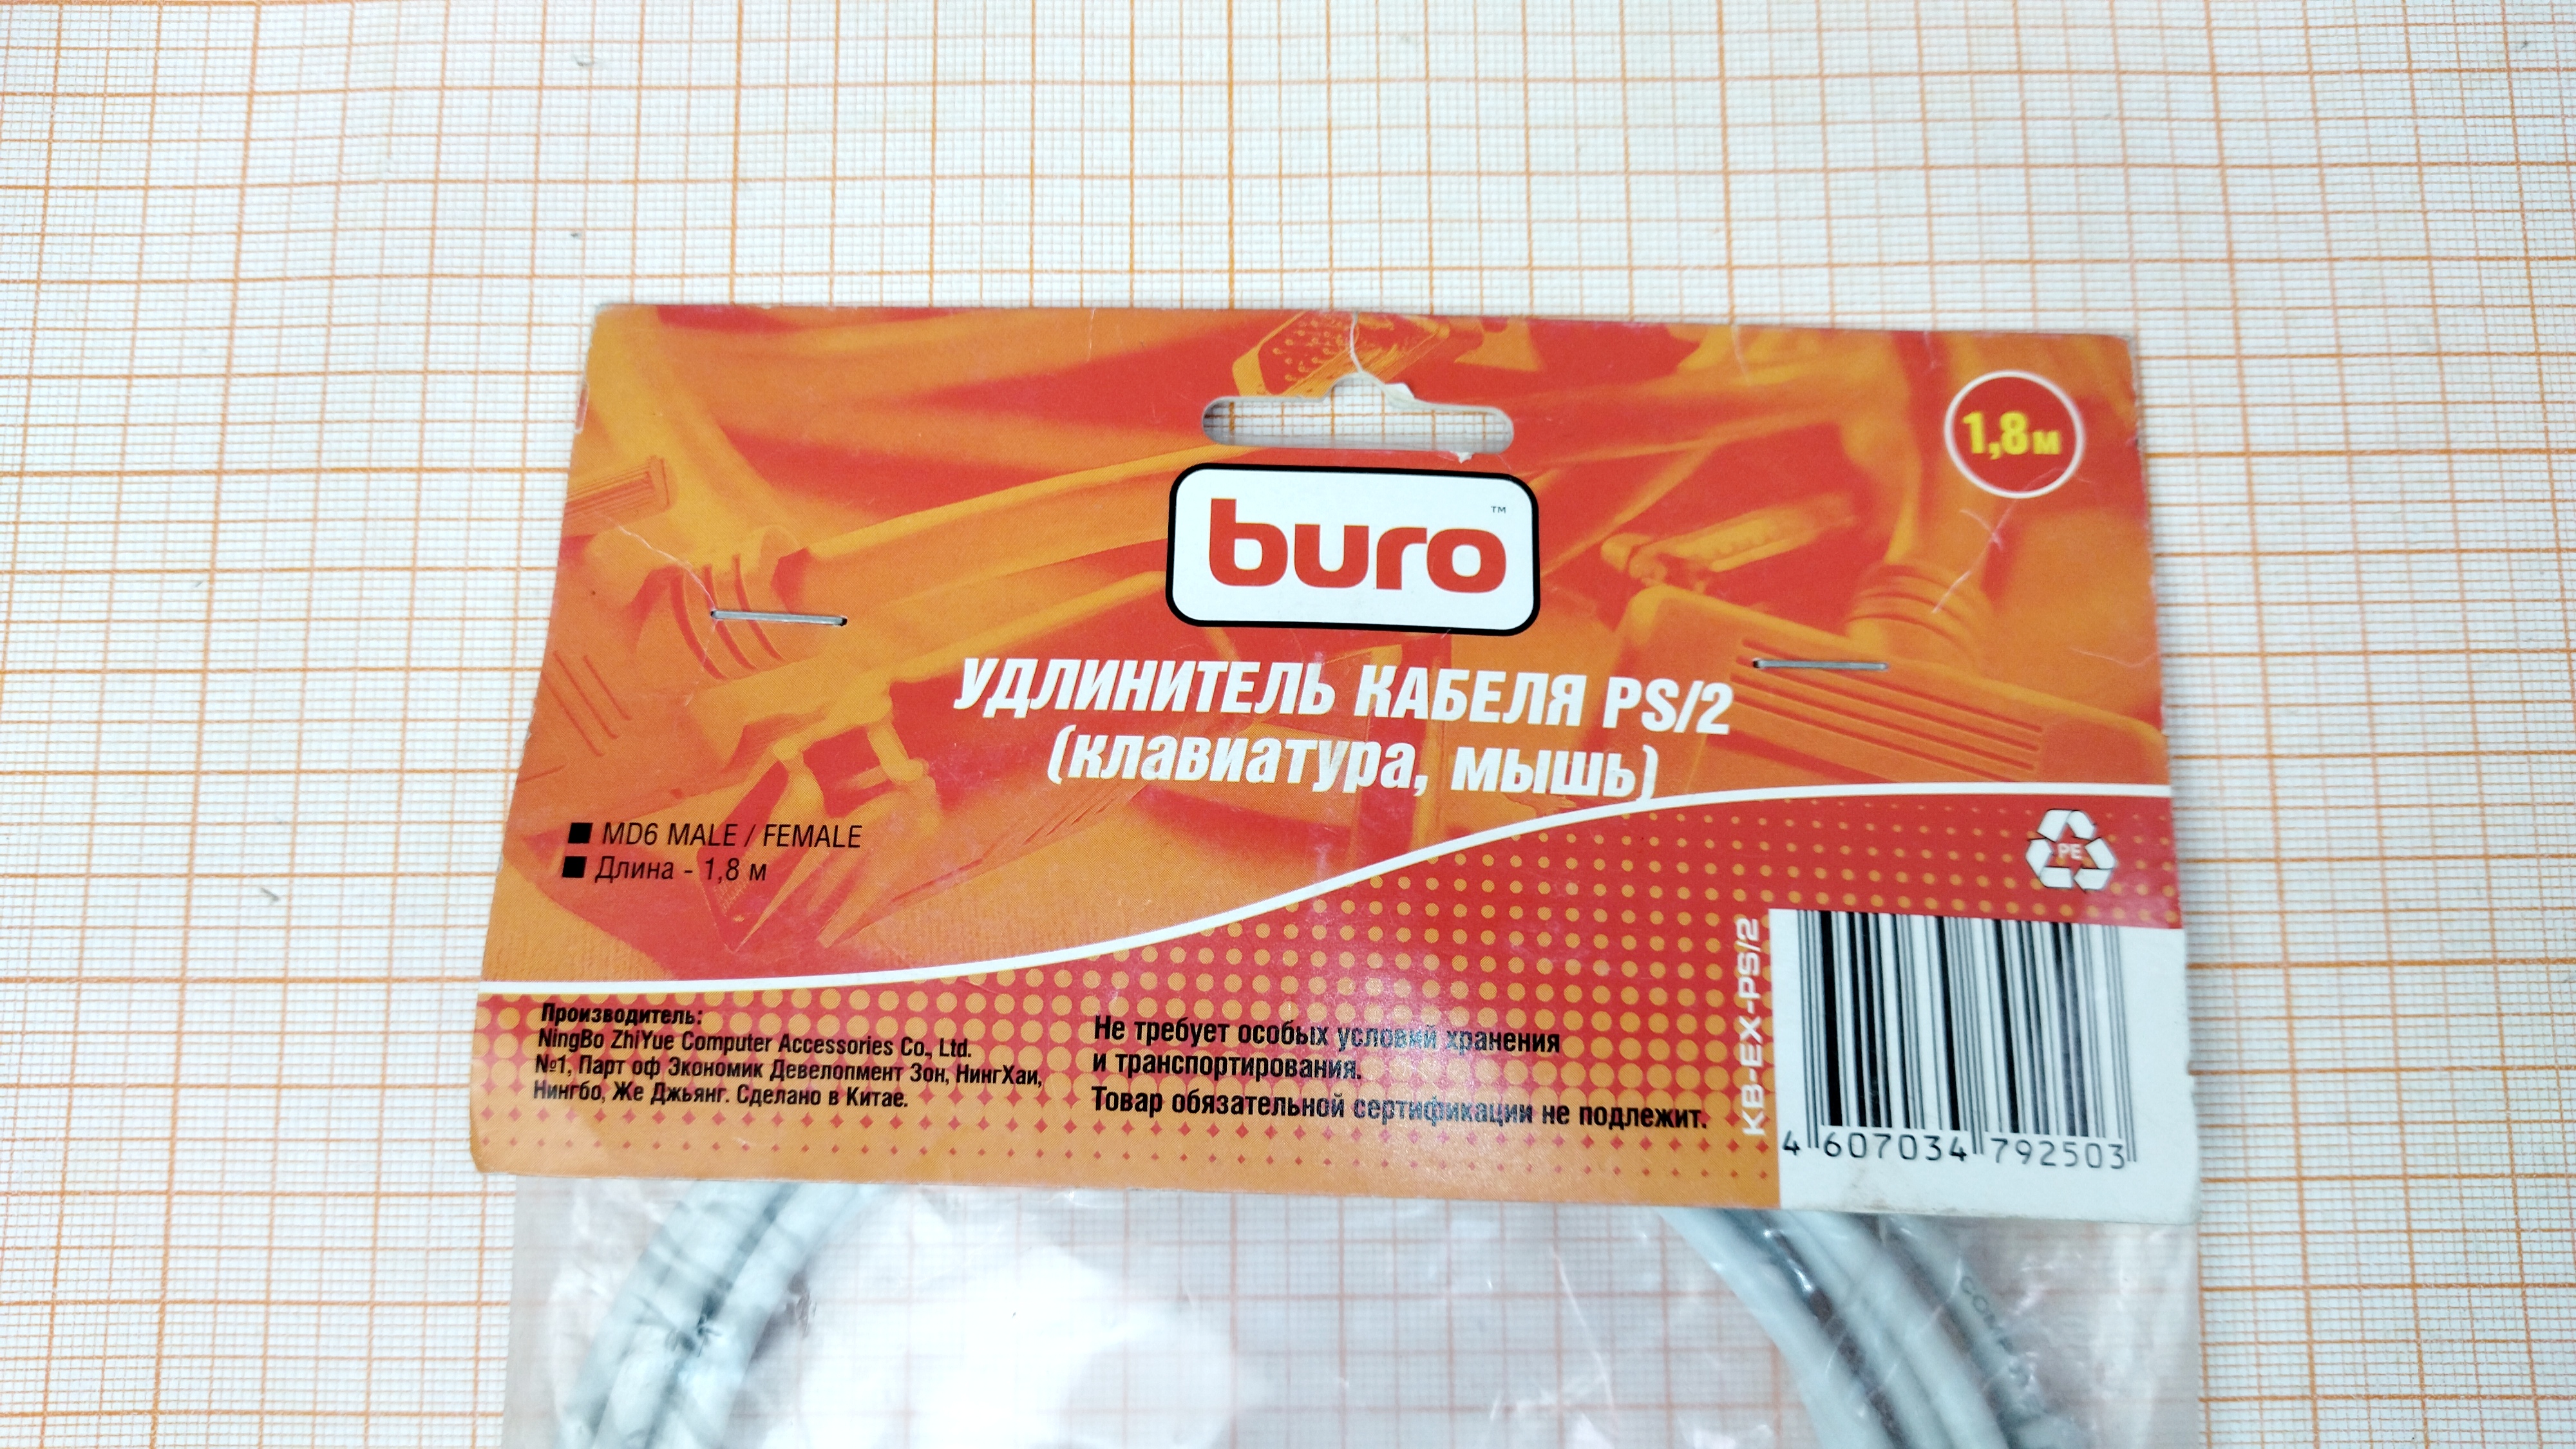 1,8 м
buro
™
УДЛИНИТЕЛЬ КАБЕЛЯ PS/2
(клавиатура, мышь)
MD6 MALE / FEMALE
Длина - 1,8 м
PE
Производитель:
NingBo ZhiYue Computer Accessories Co., Ltd.
№1, Парт оф Экономик Девелопмент Зон, НингХаи,
Нингбо, Же Джьянг. Сделано в Китае.
Не требует особых условий хранения
и транспортирования.
Товар обязательной сертификации не подлежит.
KB-EX-PS/2
4 607034 792503